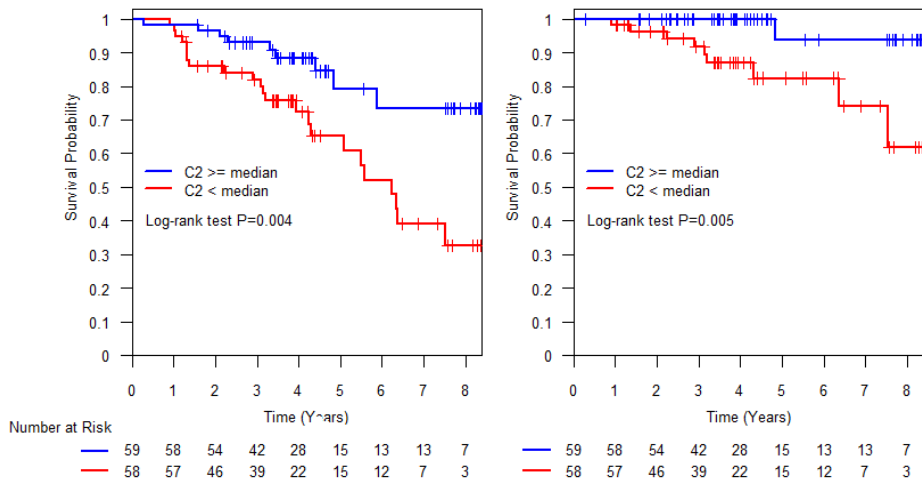 1
0.9
0.8
0.7
0.6
0.5
0.4
0.3
0.2
0.1
0
Survival Probability
C2 >= median
C2 < median
Log-rank test P=0.004
0 1 2 3 4 5 6 7 8
Time (Years)
1
0.9
0.8
0.7
0.6
0.5
0.4
0.3
0.2
0.1
0
Survival Probability
C2 >= median
C2 < median
Log-rank test P=0.005
0 1 2 3 4 5 6 7 8
Time (Years)
Number at Risk
59 58 54 42 28 15 13 13 7
58 57 46 39 22 15 12 7 3
59 58 54 42 28 15 13 13 7
58 57 46 39 22 15 12 7 3